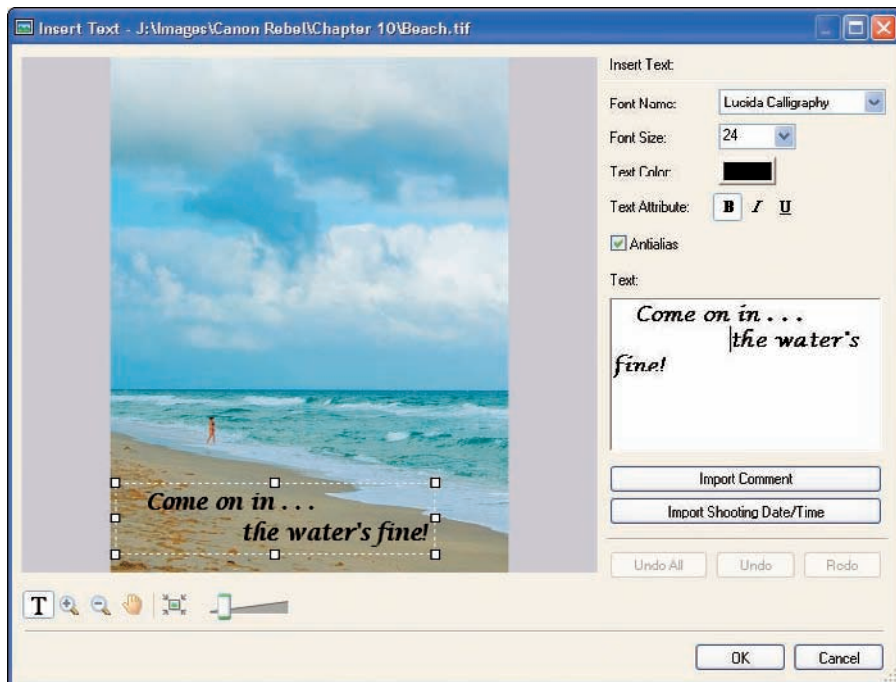 Insert Text - J:\Images\Canon Rebel\Chapter 10\Beach.tif
Insert Text:
Font Name: Lucida Calligraphy
Font Size: 24
Text Color:
Text Attribute: B I U
Antialias
Text:
Come on in . . .
the water's
fine!
Come on in . . .
the water's fine!
Import Comment
Import Shooting Date/Time
Undo All Undo Redo
T
OK Cancel